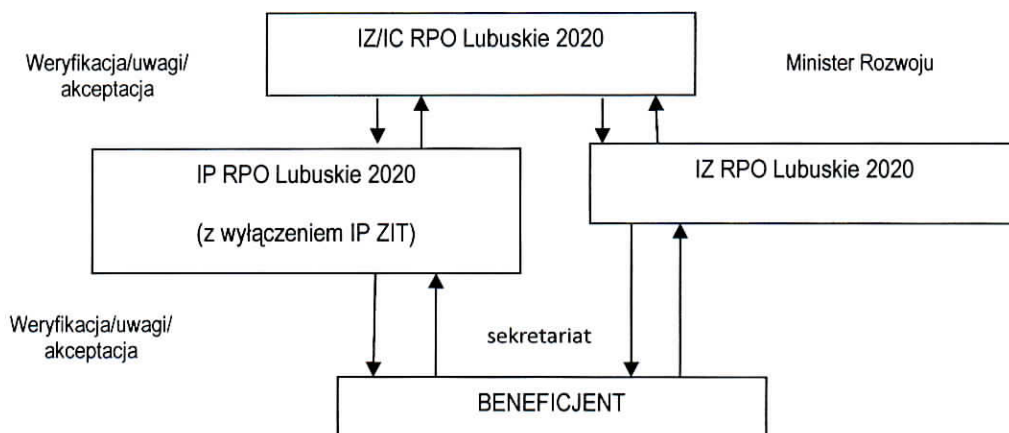 IZ/IC RPO Lubuskie 2020
Weryfikacja/uwagi/
akceptacja
Minister Rozwoju
IP RPO Lubuskie 2020
(z wyłączeniem IP ZIT)
IZ RPO Lubuskie 2020
Weryfikacja/uwagi/
akceptacja
sekretariat
BENEFICJENT